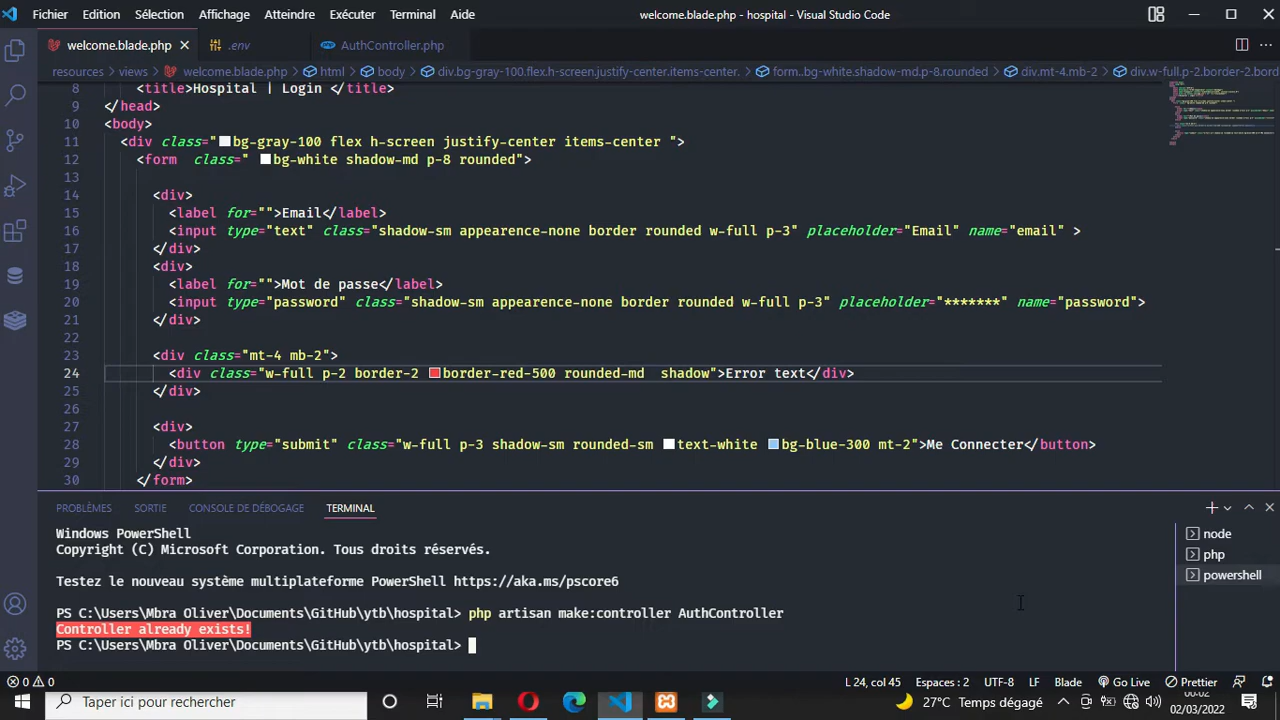 Fichier Edition Sélection Affichage Atteindre Exécuter Terminal Aide welcome.blade.php - hospital - Visual Studio Code
welcome.blade.php .env AuthController.php
resources > views > welcome.blade.php > html > body > div.bg-gray-100.flex.h-screen.justify-center.items-center. > form..bg-white.shadow-md.p-8.rounded > div.mt-4.mb-2 > div.w-full.p-2.border-2.bord
8 <title>Hospital | Login </title>
9 </head>
10 <body>
11 <div class=" bg-gray-100 flex h-screen justify-center items-center ">
12 <form class=" bg-white shadow-md p-8 rounded">
13
14 <div>
15 <label for="">Email</label>
16 <input type="text" class="shadow-sm appearence-none border rounded w-full p-3" placeholder="Email" name="email" >
17 </div>
18 <div>
19 <label for="">Mot de passe</label>
20 <input type="password" class="shadow-sm appearence-none border rounded w-full p-3" placeholder="*******" name="password">
21 </div>
22
23 <div class="mt-4 mb-2">
24 <div class="w-full p-2 border-2 border-red-500 rounded-md shadow">Error text</div>
25 </div>
26
27 <div>
28 <button type="submit" class="w-full p-3 shadow-sm rounded-sm text-white bg-blue-300 mt-2">Me Connecter</button>
29 </div>
30 </form>
PROBLÈMES SORTIE CONSOLE DE DÉBOGAGE TERMINAL
Windows PowerShell
Copyright (C) Microsoft Corporation. Tous droits réservés.
Testez le nouveau système multiplateforme PowerShell https://aka.ms/pscore6
PS C:\Users\Mbra Oliver\Documents\GitHub\ytb\hospital> php artisan make:controller AuthController
Controller already exists!
PS C:\Users\Mbra Oliver\Documents\GitHub\ytb\hospital>
node
php
powershell
0 0 L 24, col 45 Espaces : 2 UTF-8 LF Blade Go Live Prettier
Taper ici pour rechercher 27°C Temps dégagé 00:02
02/03/2022